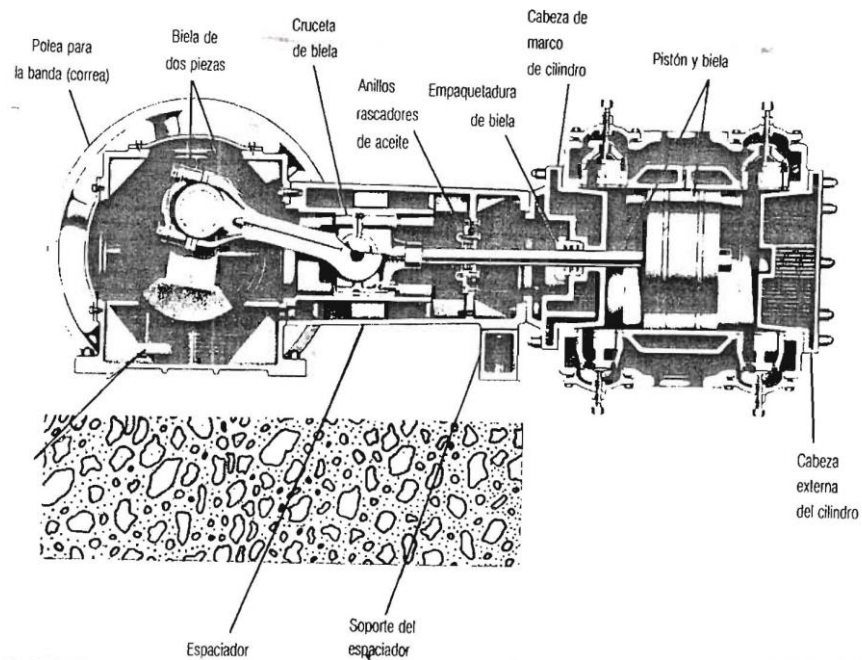 Polea para
la banda (correa)
Biela de
dos piezas
Cruceta
de biela
Anillos
rascadores
de aceite
Empaquetadura
de biela
Cabeza de
marco
de cilindro
Pistón y biela
Cabeza
externa
del cilindro
Espaciador
Soporte del
espaciador